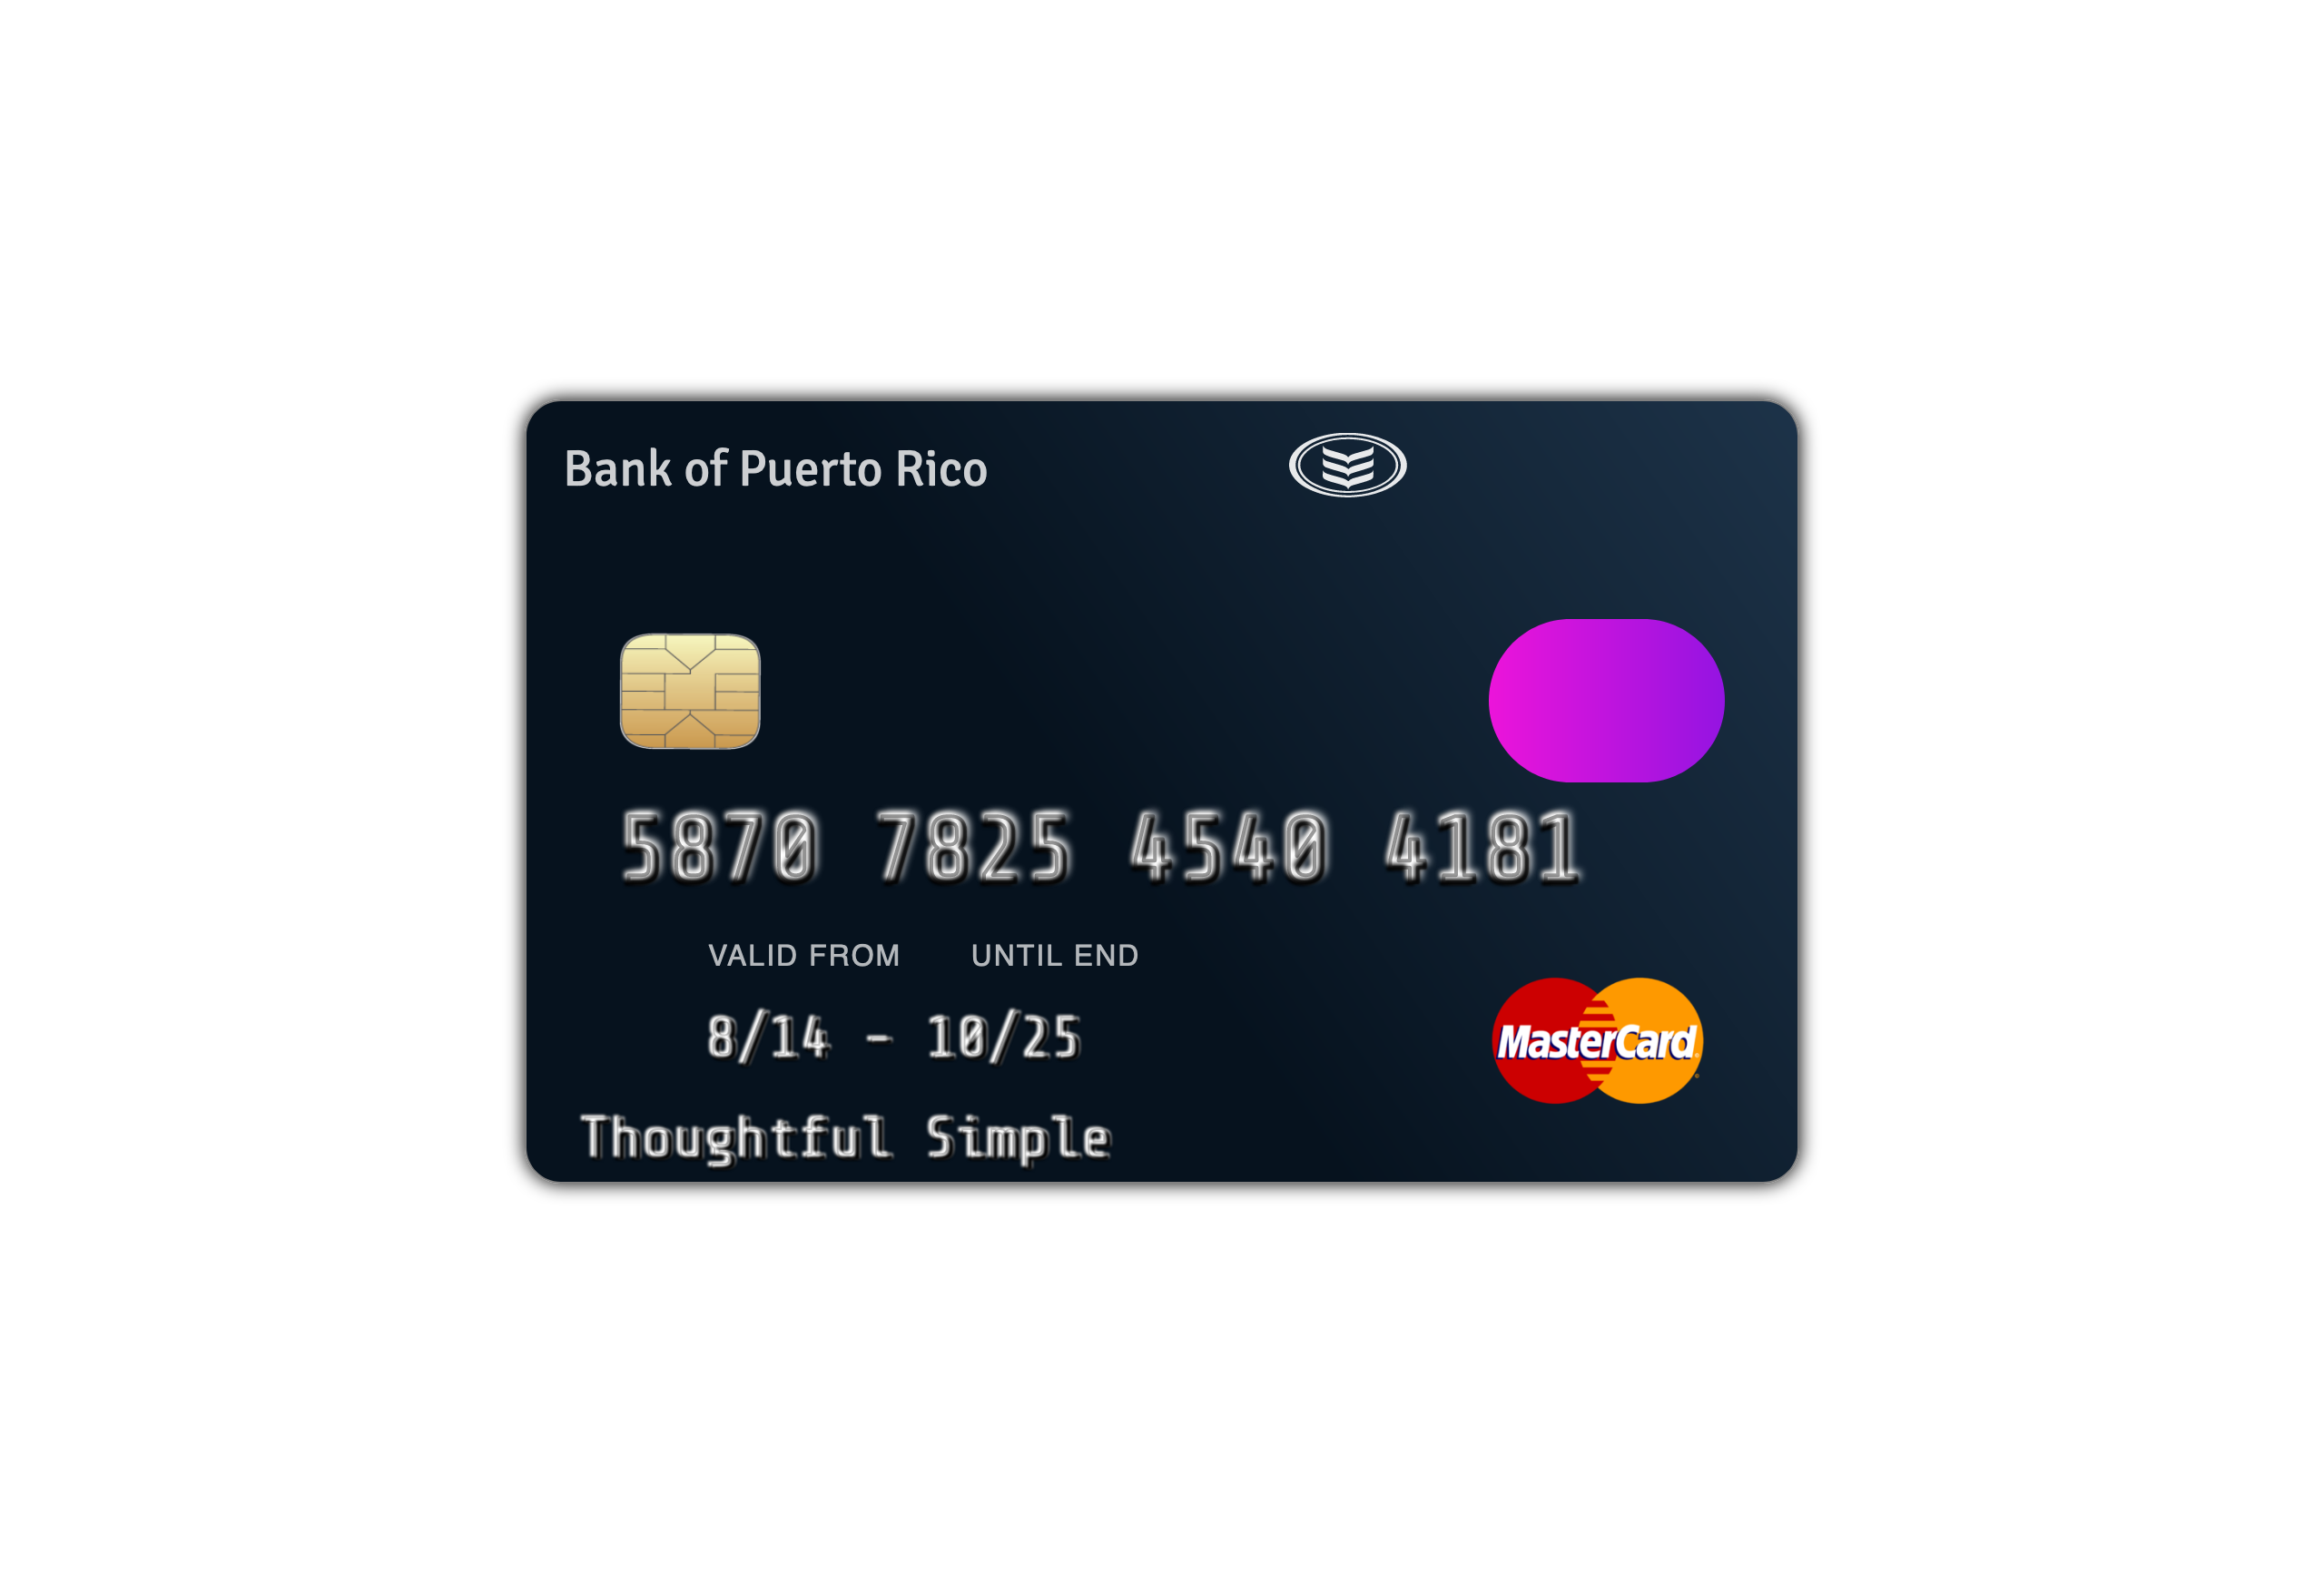 Bank of Puerto Rico
5870 7825 4540 4181
VALID FROM UNTIL END
8/14 - 10/25
MasterCard
Thoughtful Simple